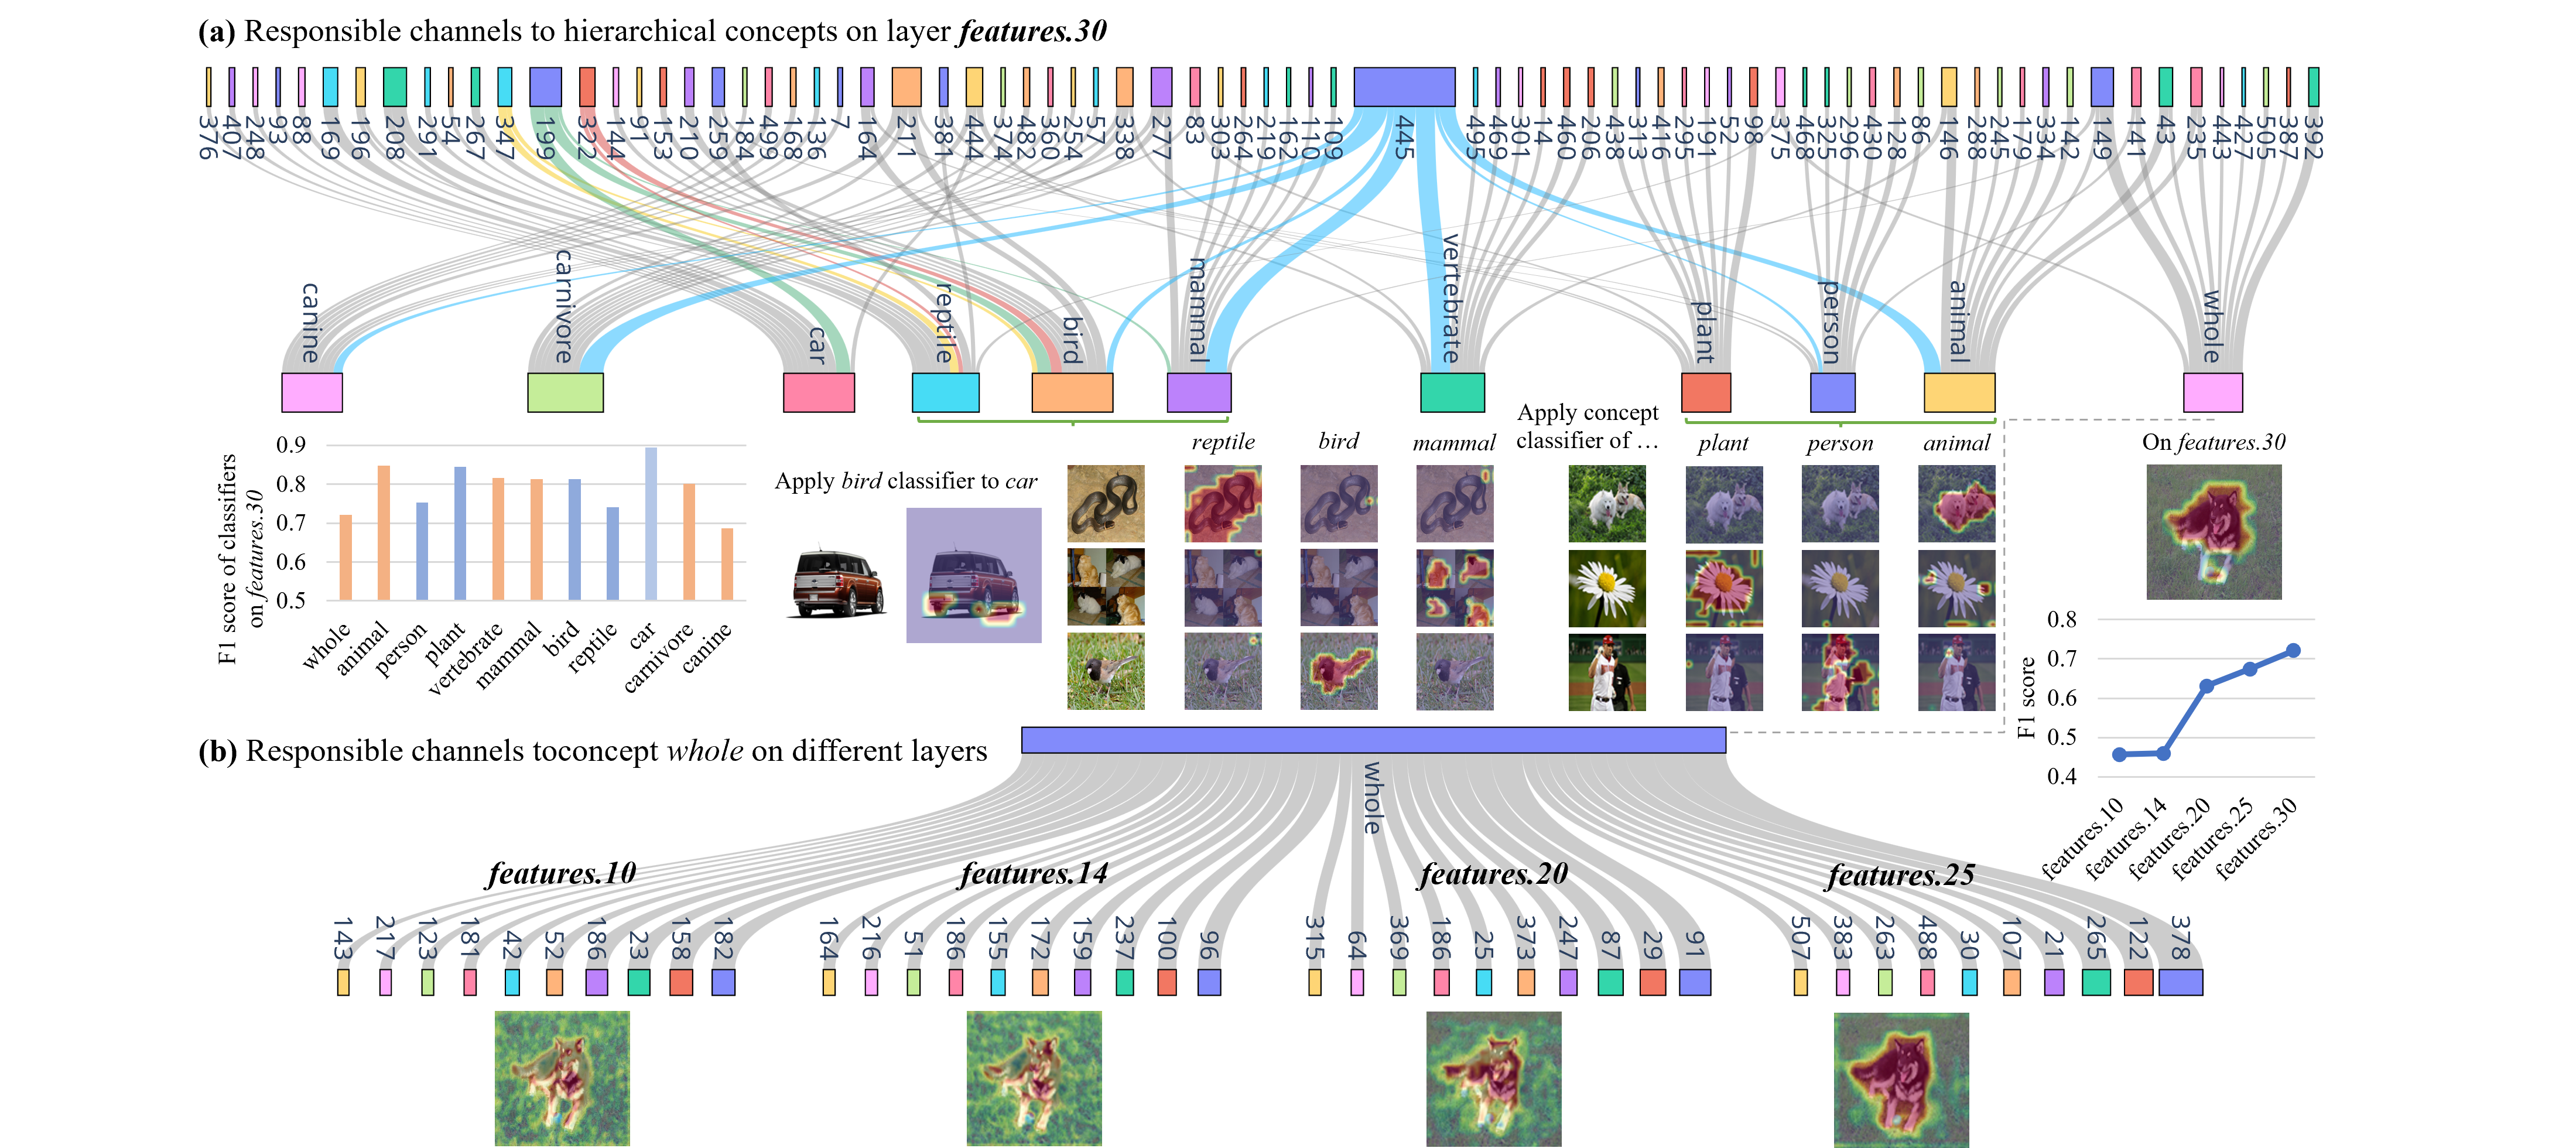 (a) Responsible channels to hierarchical concepts on layer features.30
376 407 248 93 88 169 196 208 291 54 267 347 199 322 144 91 153 210 259 184 499 168 136 7 164 211 381 444 374 482 360 254 57 338 277 83 303 264 219 162 110 109 445 495 469 301 14 460 206 438 313 416 295 191 52 98 375 468 325 296 430 128 86 146 288 245 179 334 142 149 141 43 235 443 427 505 387 392
canine
carnivore
car
reptile
bird
mammal
vertebrate
plant
person
animal
whole
F1 score of classifiers
on features.30
0.9
0.8
0.7
0.6
0.5
whole animal person plant vertebrate mammal bird reptile car carnivore canine
Apply bird classifier to car
reptile bird mammal
Apply concept
classifier of …
plant person animal
On features.30
F1 score
0.8
0.7
0.6
0.5
0.4
features.10 features.14 features.20 features.25 features.30
(b) Responsible channels toconcept whole on different layers
whole
features.10 features.14 features.20 features.25
143 217 123 181 42 52 186 23 158 182 164 216 51 186 155 172 159 237 100 96 315 64 369 186 25 373 247 87 29 91 507 383 263 488 30 107 21 265 122 378